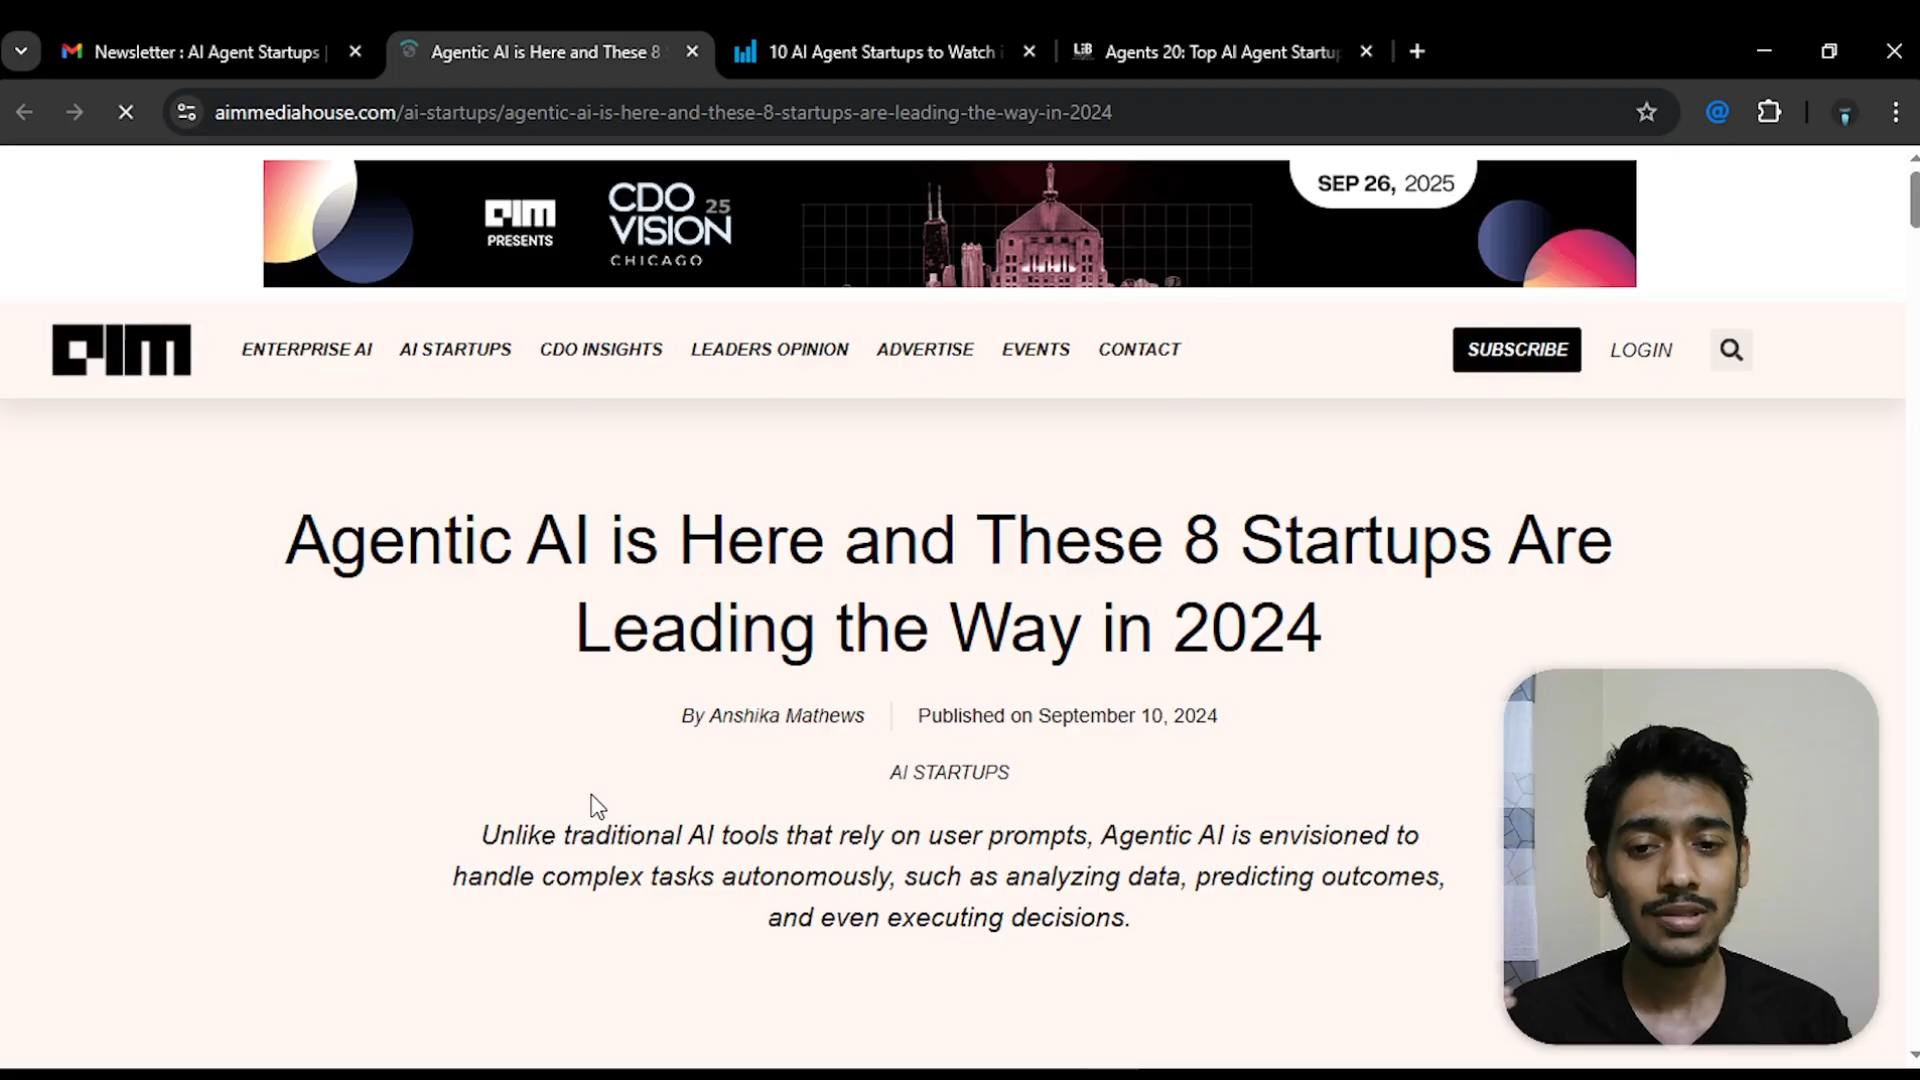 Newsletter : AI Agent Startups |
Agentic AI is Here and These 8
10 AI Agent Startups to Watch i
Agents 20: Top AI Agent Startu
aimmediahouse.com/ai-startups/agentic-ai-is-here-and-these-8-startups-are-leading-the-way-in-2024
AIM
PRESENTS
CDO 25
VISION
CHICAGO
SEP 26, 2025
AIM
ENTERPRISE AI
AI STARTUPS
CDO INSIGHTS
LEADERS OPINION
ADVERTISE
EVENTS
CONTACT
SUBSCRIBE
LOGIN
Agentic AI is Here and These 8 Startups Are
Leading the Way in 2024
By Anshika Mathews
Published on September 10, 2024
AI STARTUPS
Unlike traditional AI tools that rely on user prompts, Agentic AI is envisioned to
handle complex tasks autonomously, such as analyzing data, predicting outcomes,
and even executing decisions.